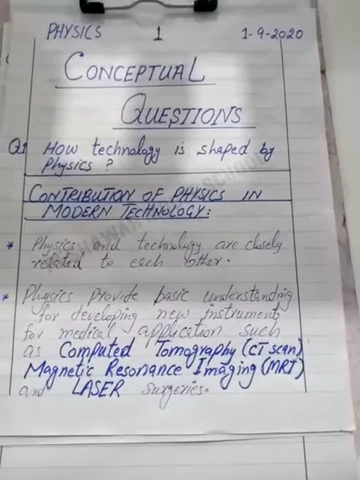 PHYSICS 1 1-9-2020
CONCEPTUAL
QUESTIONS
Q1 How technology is shaped by
Physics ?
CONTRIBUTION OF PHYSICS IN
MODERN TECHNOLOGY:
* Physics and technology are closely
related to each other.
* Physics provide basic understanding
for developing new instruments
for medical application such
as Computed Tomography (CT scan)
Magnetic Resonance Imaging (MRI)
and LASER surgeries.